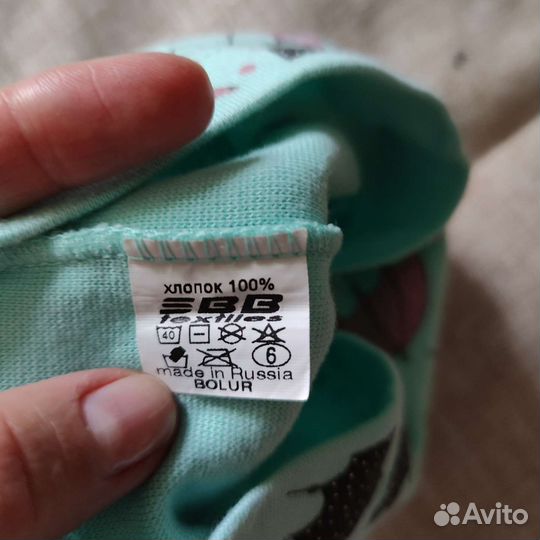 хлопок 100%
SBB
textiles
40
6
made in Russia
BOLUR
Avito